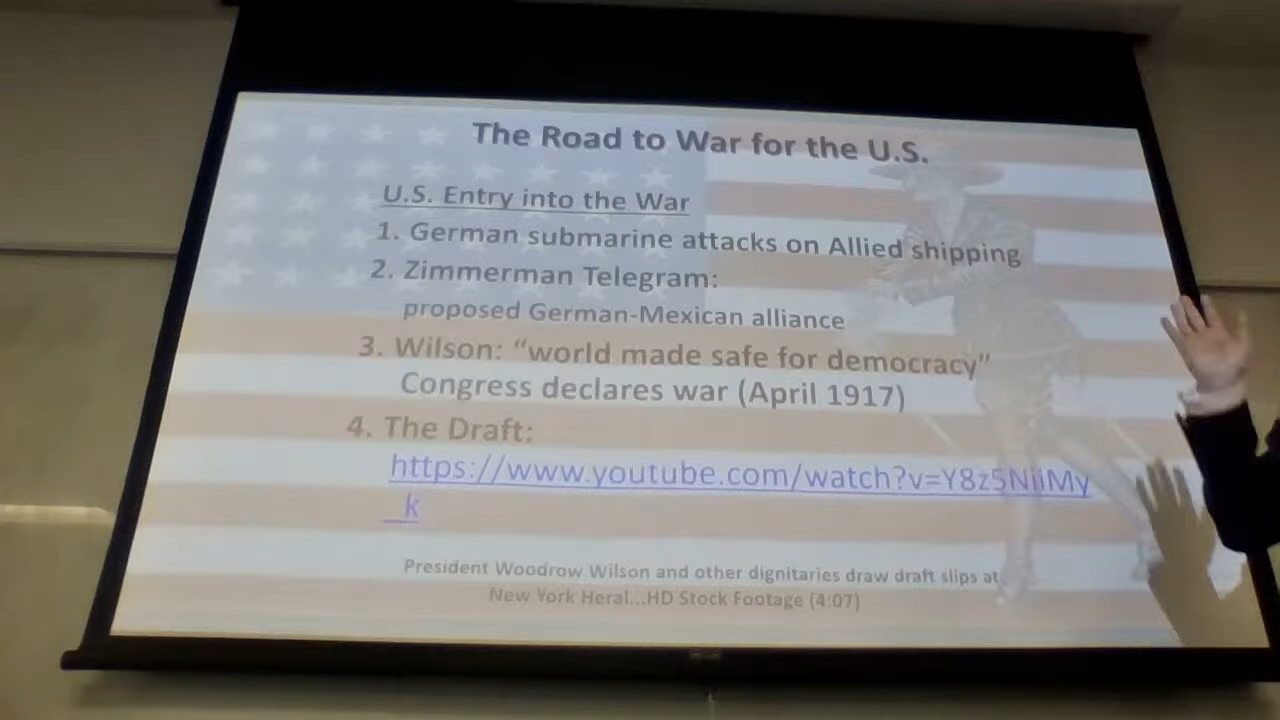 The Road to War for the U.S.
U.S. Entry into the War
1. German submarine attacks on Allied shipping
2. Zimmerman Telegram:
proposed German-Mexican alliance
3. Wilson: “world made safe for democracy”
Congress declares war (April 1917)
4. The Draft:
https://www.youtube.com/watch?v=Y8z5NiiMy
_k
President Woodrow Wilson and other dignitaries draw draft slips at
New York Heral...HD Stock Footage (4:07)